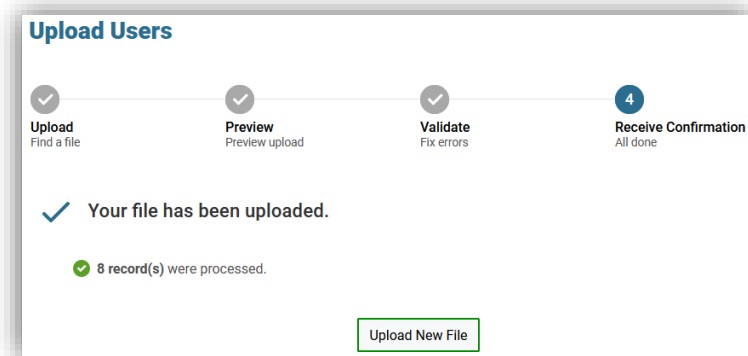 Upload Users
4
Upload Preview Validate Receive Confirmation
Find a file Preview upload Fix errors All done
Your file has been uploaded.
8 record(s) were processed.
Upload New File